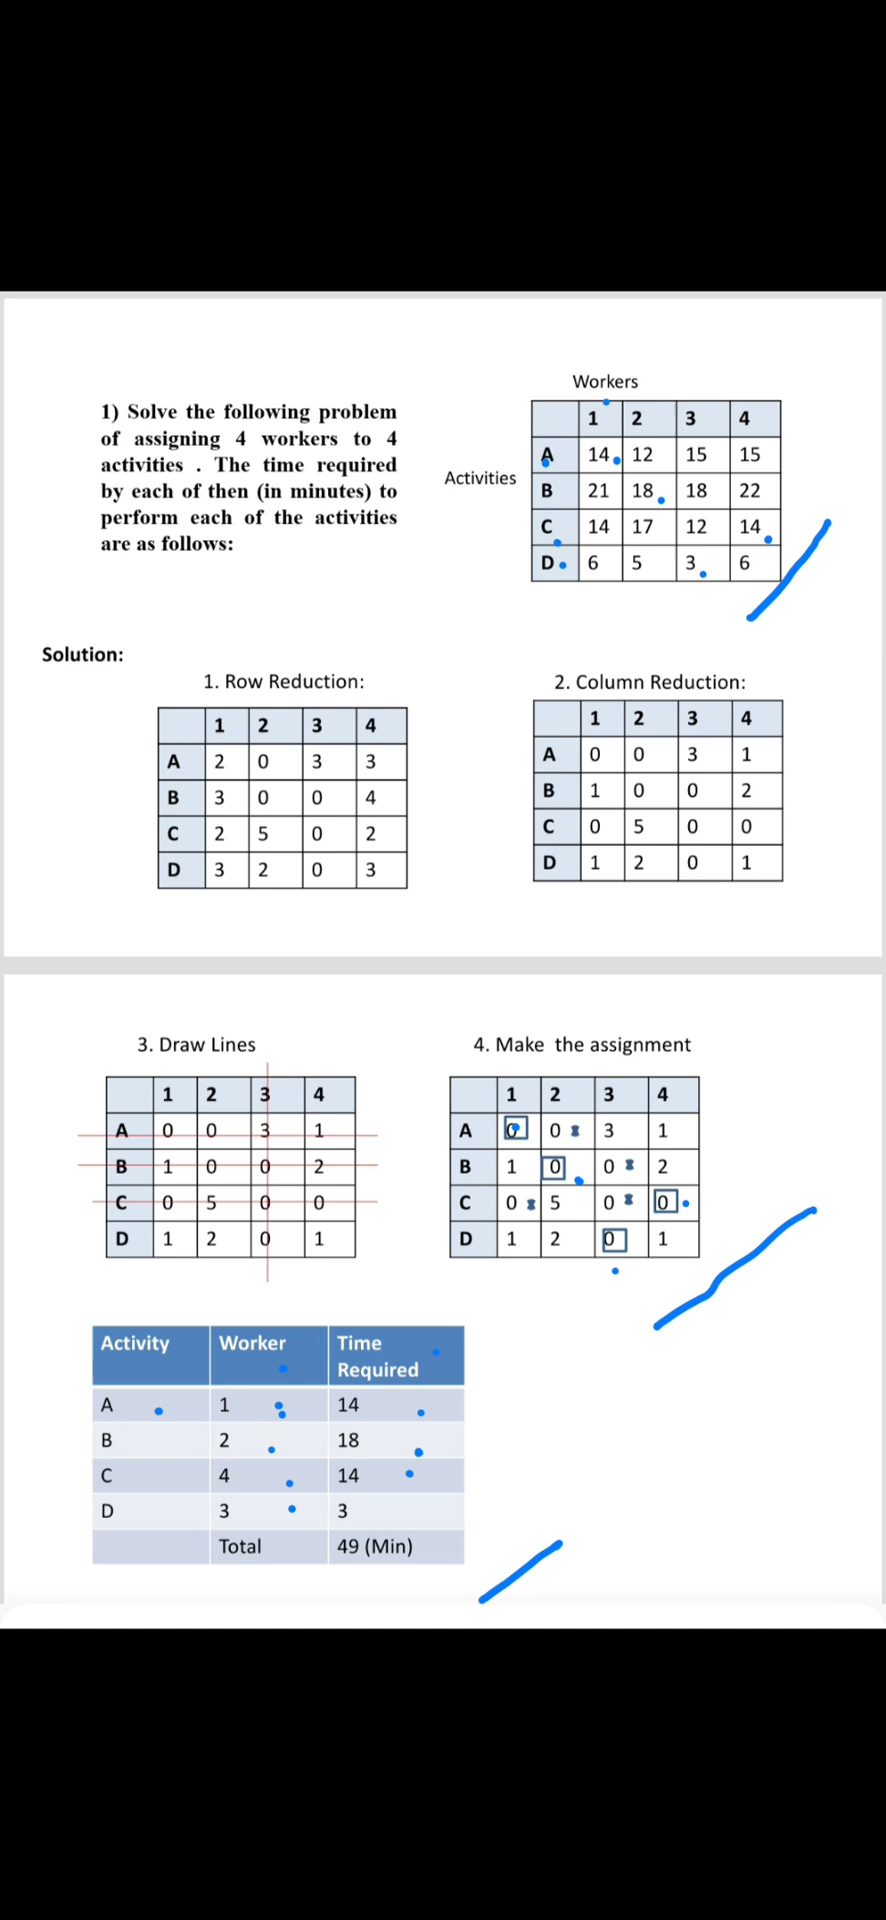 Workers
1) Solve the following problem
of assigning 4 workers to 4
activities . The time required
by each of then (in minutes) to
perform each of the activities
are as follows:
Activities
1 2 3 4
A 14 12 15 15
B 21 18 18 22
C 14 17 12 14
D 6 5 3 6
Solution:
1. Row Reduction:
1 2 3 4
A 2 0 3 3
B 3 0 0 4
C 2 5 0 2
D 3 2 0 3
2. Column Reduction:
1 2 3 4
A 0 0 3 1
B 1 0 0 2
C 0 5 0 0
D 1 2 0 1
3. Draw Lines
1 2 3 4
A 0 0 3 1
B 1 0 0 2
C 0 5 0 0
D 1 2 0 1
4. Make the assignment
1 2 3 4
A 0 0 3 1
B 1 0 0 2
C 0 5 0 0
D 1 2 0 1
Activity Worker Time
Required
A 1 14
B 2 18
C 4 14
D 3 3
Total 49 (Min)